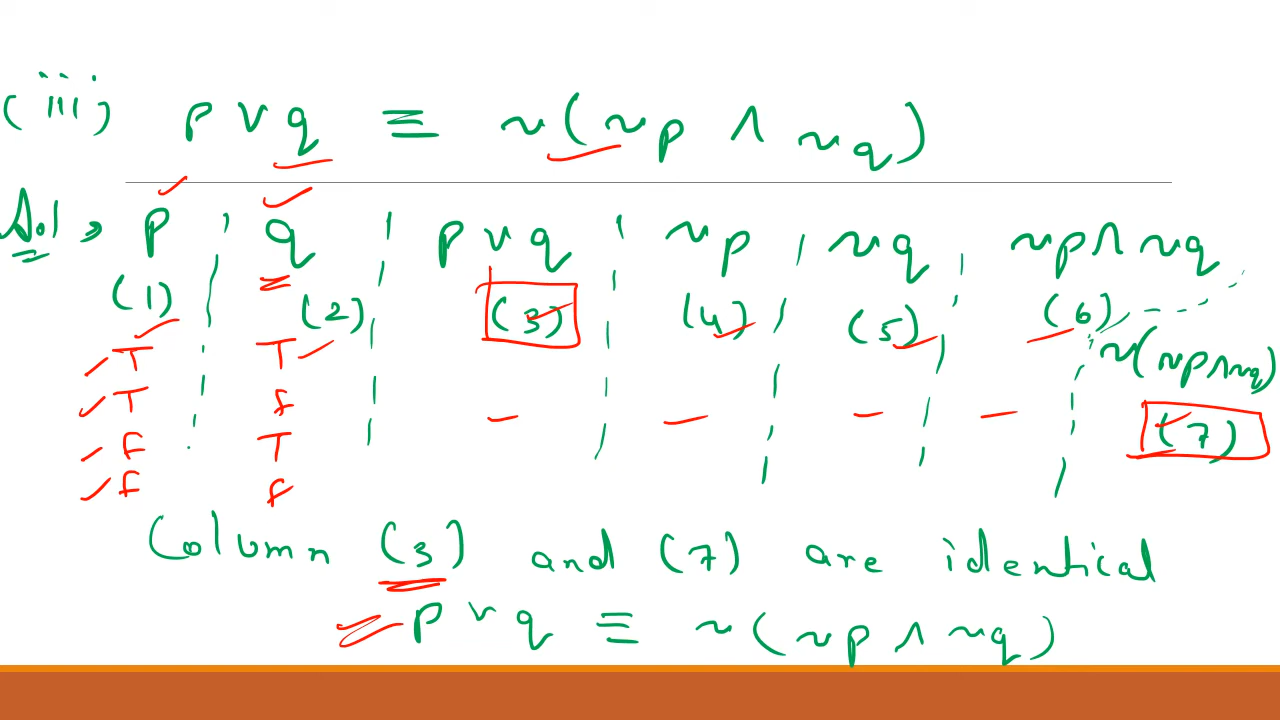 (iii) p ∨ q ≡ ~(~p ∧ ~q)
Sol → p q p ∨ q ~p ~q ~p ∧ ~q
(1) (2) (3) (4) (5) (6) ~(~p ∧ ~q)
T T
T F
F T (7)
F F
Column (3) and (7) are identical
p ∨ q ≡ ~(~p ∧ ~q)